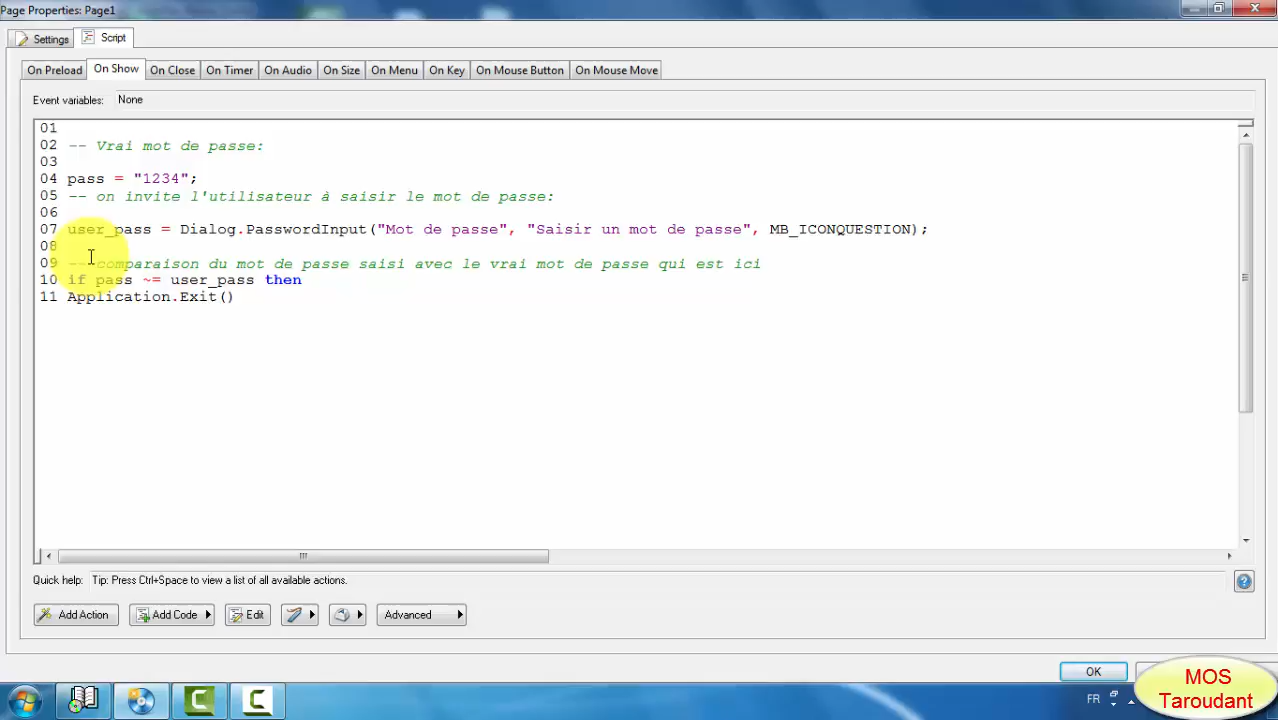 Page Properties: Page1
Settings Script
On Preload On Show On Close On Timer On Audio On Size On Menu On Key On Mouse Button On Mouse Move
Event variables: None
01
02 -- Vrai mot de passe:
03
04 pass = "1234";
05 -- on invite l'utilisateur à saisir le mot de passe:
06
07 user_pass = Dialog.PasswordInput("Mot de passe", "Saisir un mot de passe", MB_ICONQUESTION);
08
09 -- comparaison du mot de passe saisi avec le vrai mot de passe qui est ici
10 if pass ~= user_pass then
11 Application.Exit()
Quick help: Tip: Press Ctrl+Space to view a list of all available actions.
Add Action Add Code Edit Advanced
OK
FR
MOS
Taroudant